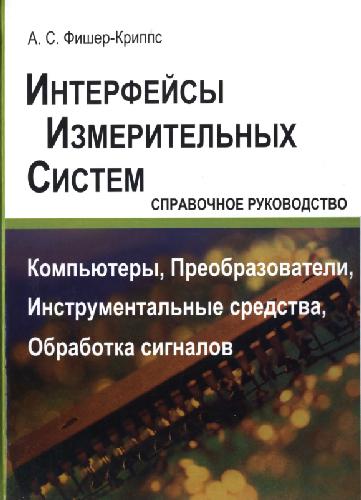 А. С. Фишер-Криппс
Интерфейсы
Измерительных
Систем
справочное руководство
Компьютеры, Преобразователи,
Инструментальные средства,
Обработка сигналов